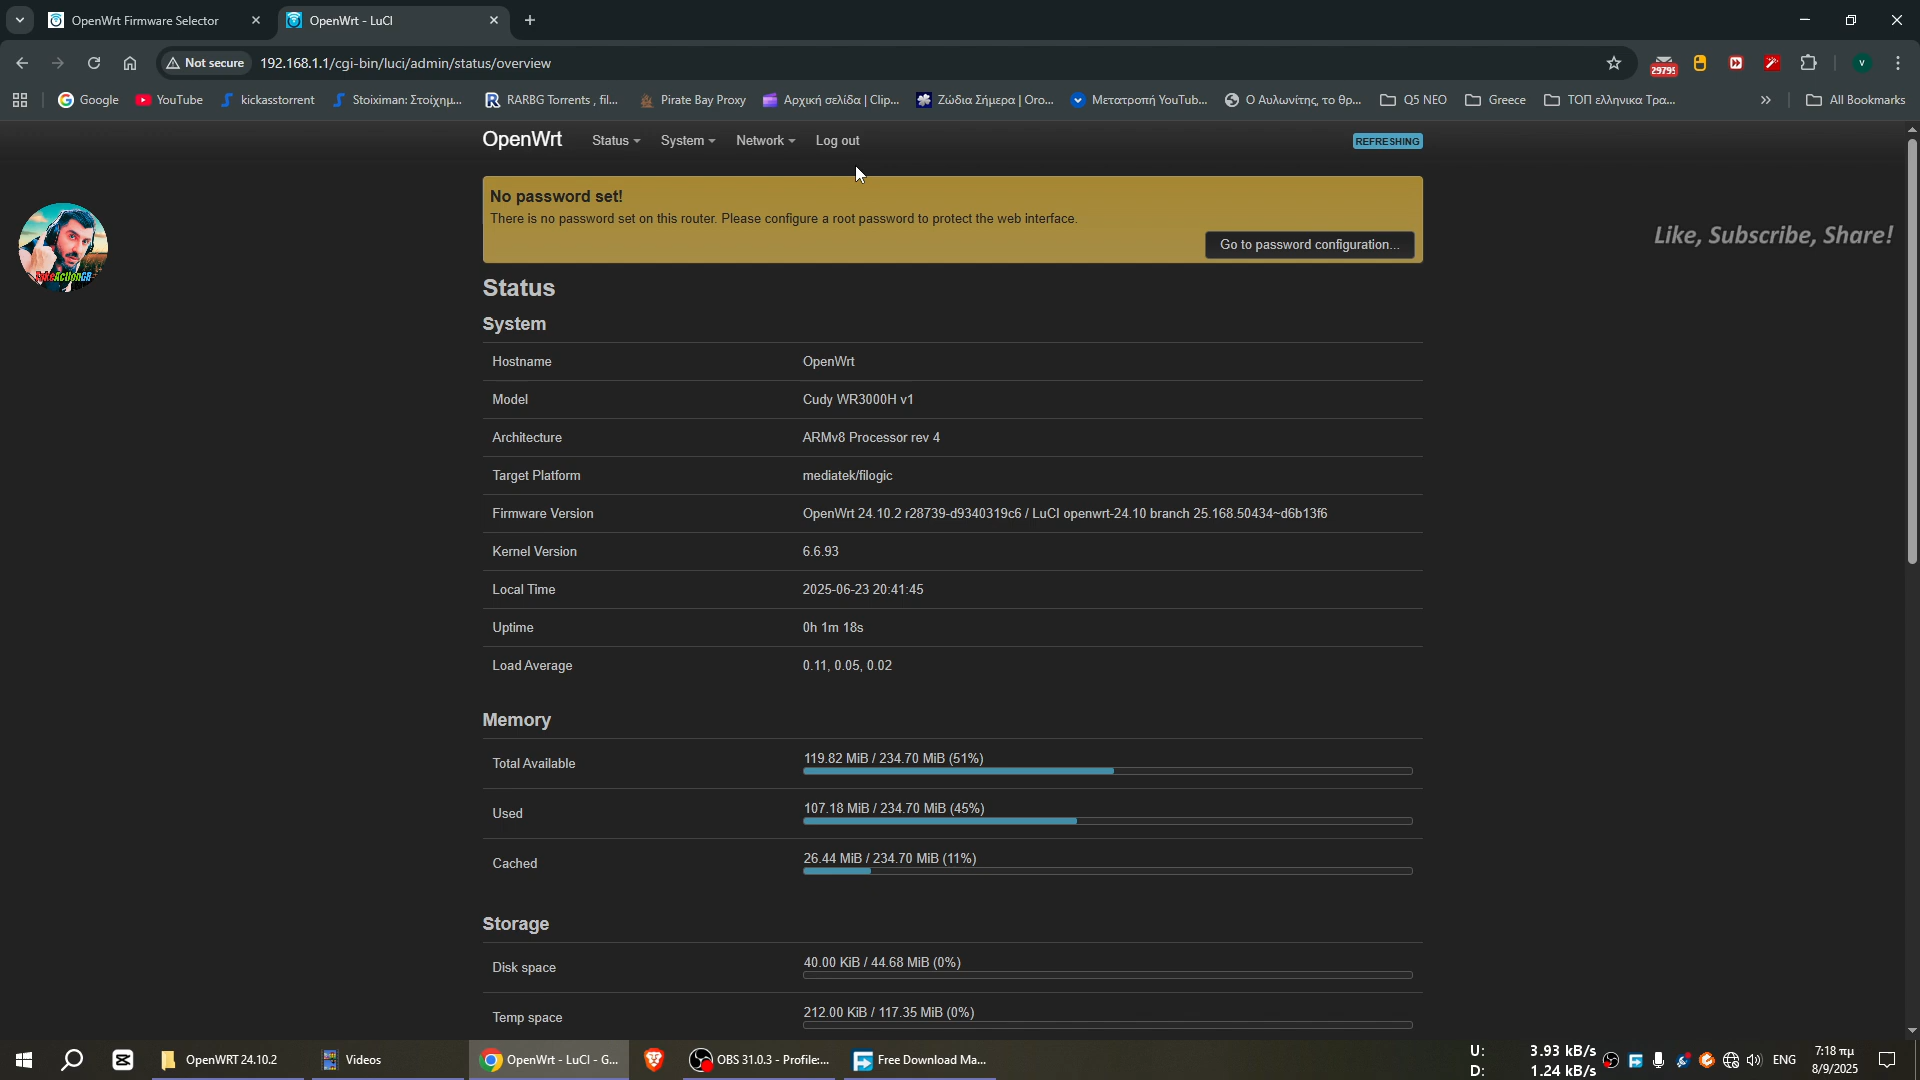 OpenWrt Firmware Selector
OpenWrt - LuCI
Not secure
192.168.1.1/cgi-bin/luci/admin/status/overview
29795
v
Google
YouTube
kickasstorrent
Stoiximan: Στοίχημ...
RARBG Torrents , fil...
Pirate Bay Proxy
Αρχική σελίδα | Clip...
Ζώδια Σήμερα | Oro...
Μετατροπή YouTub...
Ο Αυλωνίτης, το θρ...
Q5 NEO
Greece
ΤΟΠ ελληνικα Τρα...
All Bookmarks
OpenWrt
Status
System
Network
Log out
REFRESHING
No password set!
There is no password set on this router. Please configure a root password to protect the web interface.
Go to password configuration...
Like, Subscribe, Share!
Status
System
Hostname
OpenWrt
Model
Cudy WR3000H v1
Architecture
ARMv8 Processor rev 4
Target Platform
mediatek/filogic
Firmware Version
OpenWrt 24.10.2 r28739-d9340319c6 / LuCI openwrt-24.10 branch 25.168.50434~d6b13f6
Kernel Version
6.6.93
Local Time
2025-06-23 20:41:45
Uptime
0h 1m 18s
Load Average
0.11, 0.05, 0.02
Memory
Total Available
119.82 MiB / 234.70 MiB (51%)
Used
107.18 MiB / 234.70 MiB (45%)
Cached
26.44 MiB / 234.70 MiB (11%)
Storage
Disk space
40.00 KiB / 44.68 MiB (0%)
Temp space
212.00 KiB / 117.35 MiB (0%)
OpenWRT 24.10.2
Videos
OpenWrt - LuCI - G...
OBS 31.0.3 - Profile:...
Free Download Ma...
U: 3.93 kB/s
D: 1.24 kB/s
ENG
7:18 πμ
8/9/2025